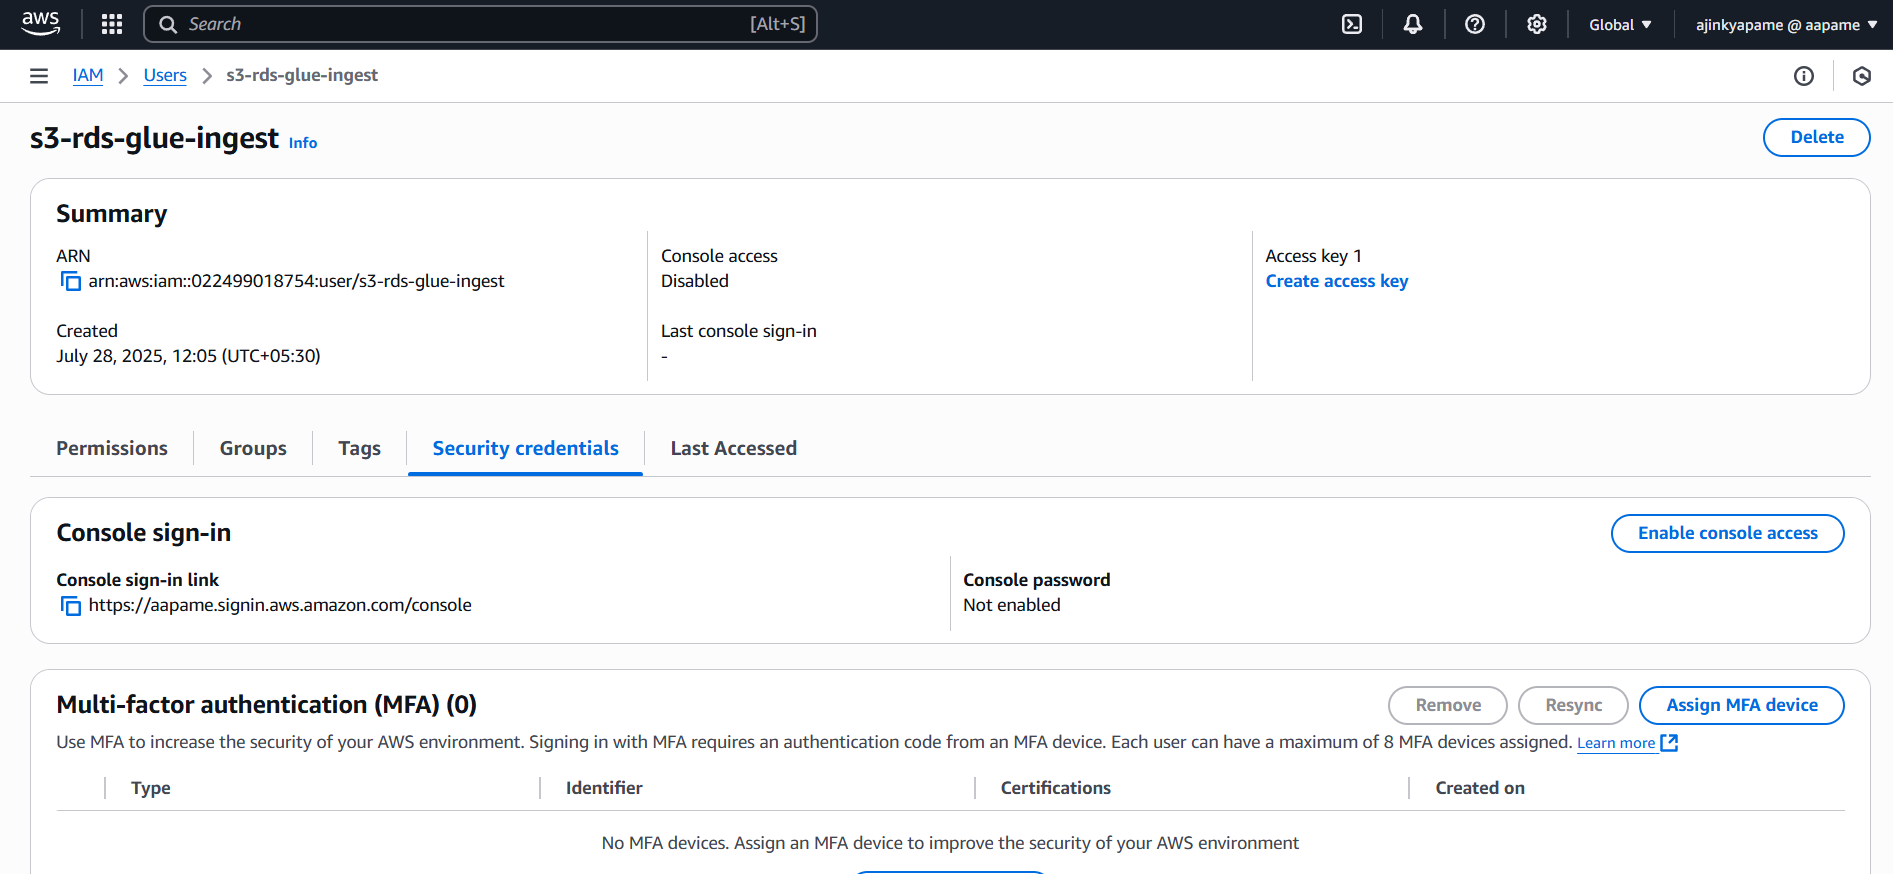 aws
Search [Alt+S]
Global
ajinkyapame @ aapame
IAM > Users > s3-rds-glue-ingest
s3-rds-glue-ingest Info
Delete
Summary
ARN
arn:aws:iam::022499018754:user/s3-rds-glue-ingest
Created
July 28, 2025, 12:05 (UTC+05:30)
Console access
Disabled
Last console sign-in
-
Access key 1
Create access key
Permissions
Groups
Tags
Security credentials
Last Accessed
Console sign-in
Enable console access
Console sign-in link
https://aapame.signin.aws.amazon.com/console
Console password
Not enabled
Multi-factor authentication (MFA) (0)
Remove
Resync
Assign MFA device
Use MFA to increase the security of your AWS environment. Signing in with MFA requires an authentication code from an MFA device. Each user can have a maximum of 8 MFA devices assigned. Learn more
Type
Identifier
Certifications
Created on
No MFA devices. Assign an MFA device to improve the security of your AWS environment